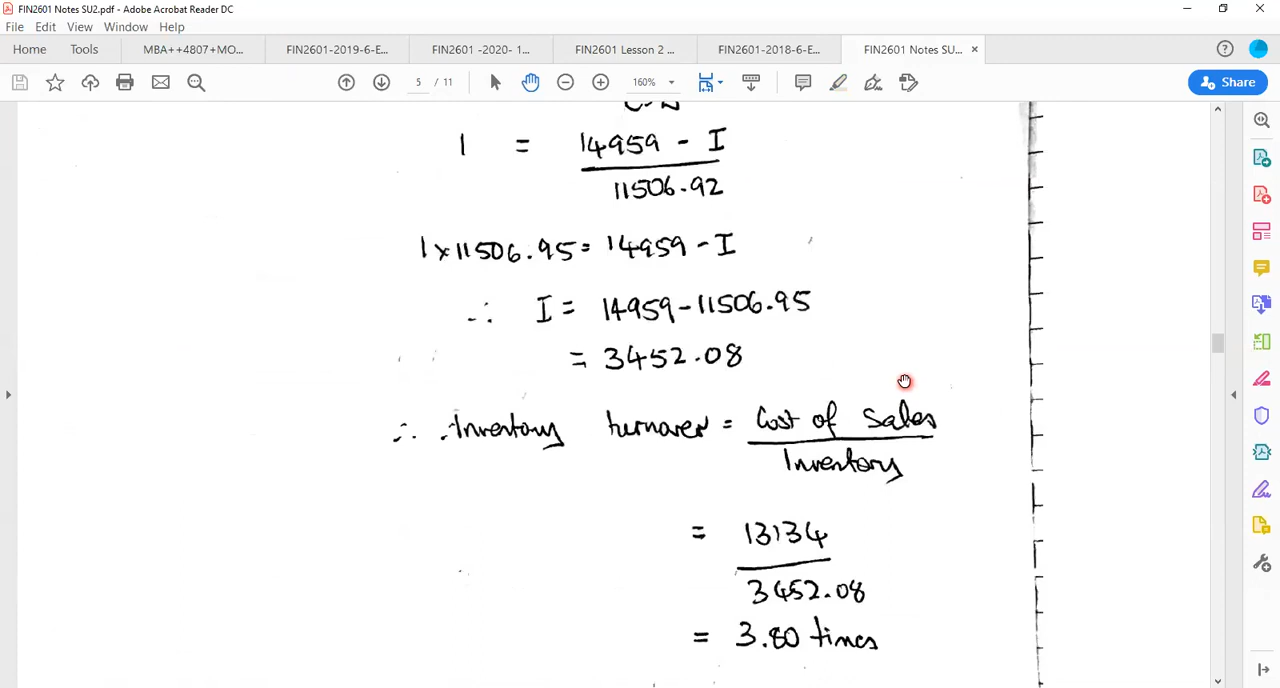 FIN2601 Notes SU2.pdf - Adobe Acrobat Reader DC
File Edit View Window Help
Home Tools MBA++4807+MO... FIN2601-2019-6-E... FIN2601 -2020- 1... FIN2601 Lesson 2 ... FIN2601-2018-6-E... FIN2601 Notes SU... ×
5 / 11 160% Share
1 = 14959 - I
11506.92
1×11506.95 = 14959 - I
∴ I = 14959-11506.95
= 3452.08
∴ Inventory turnover = Cost of Sales
Inventory
= 13134
3452.08
= 3.80 times